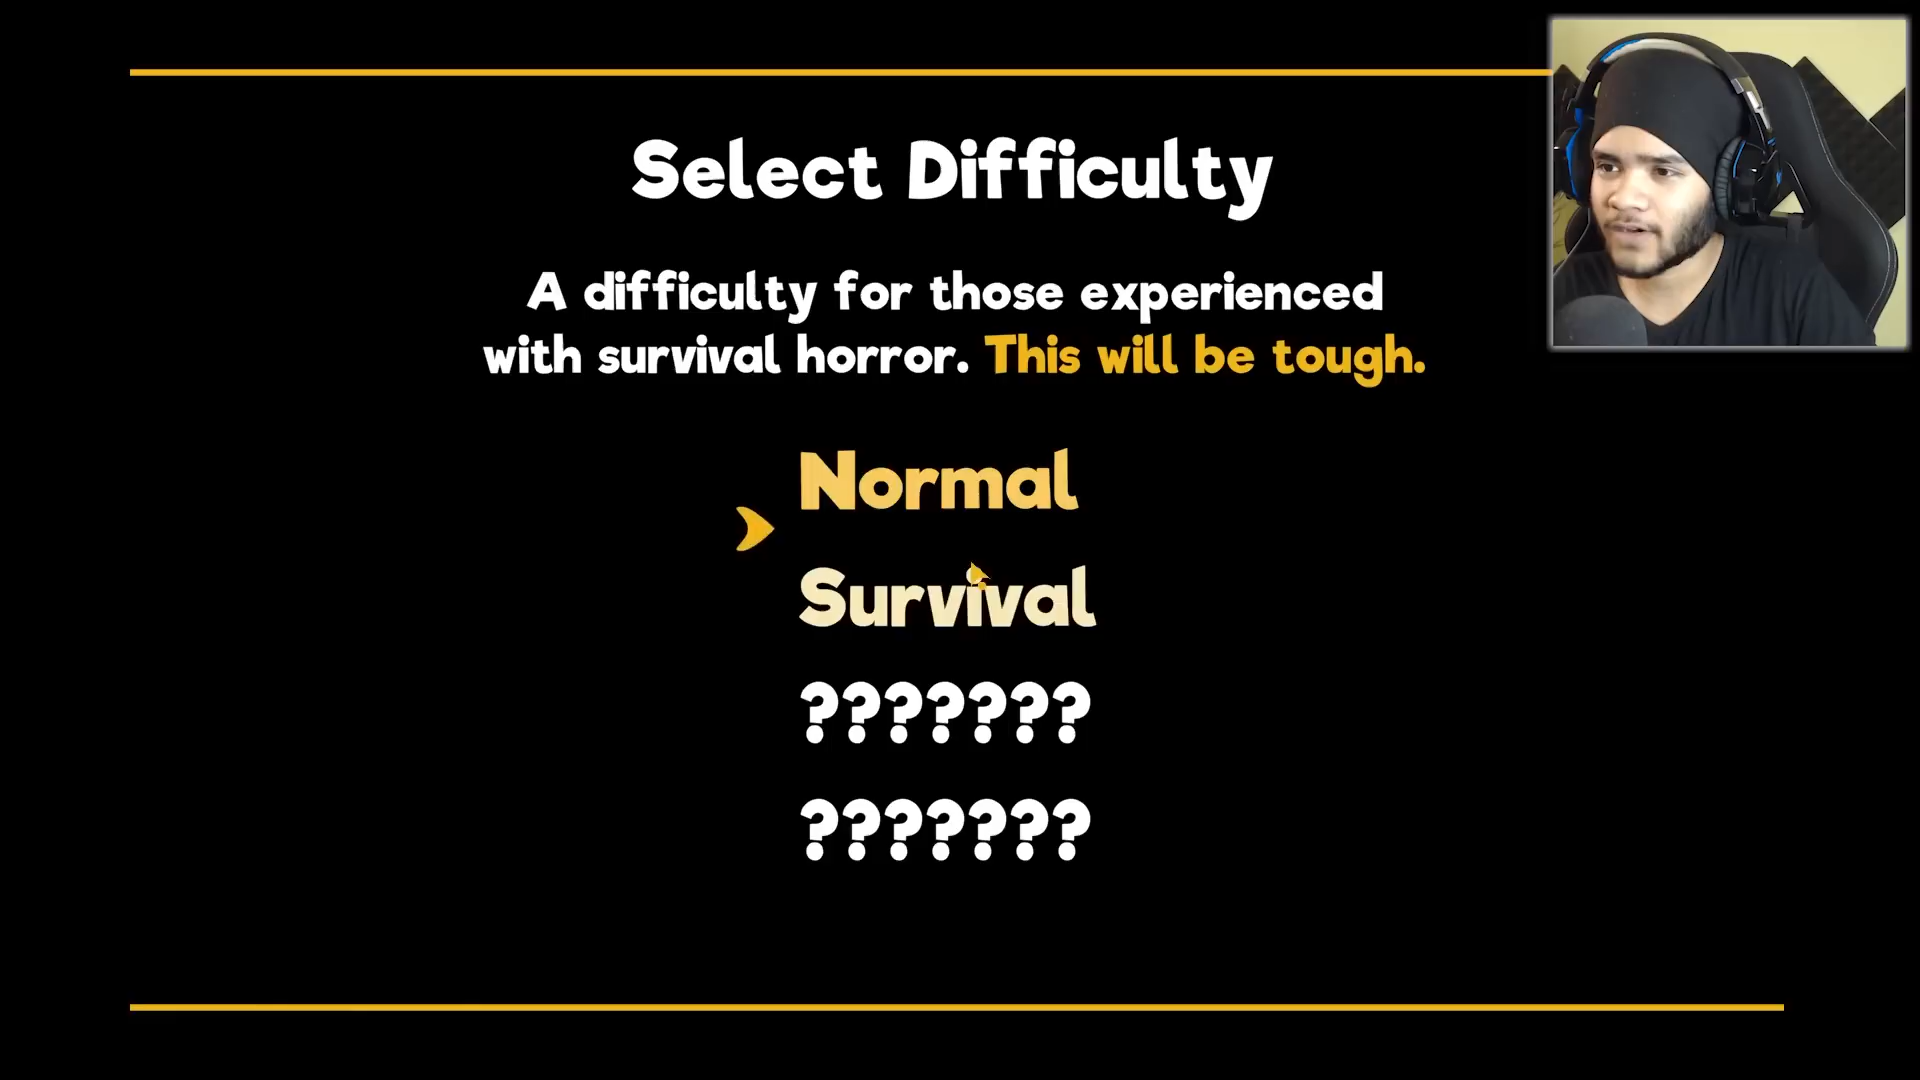 Select Difficulty
A difficulty for those experienced
with survival horror. This will be tough.
Normal
Survival
???????
???????